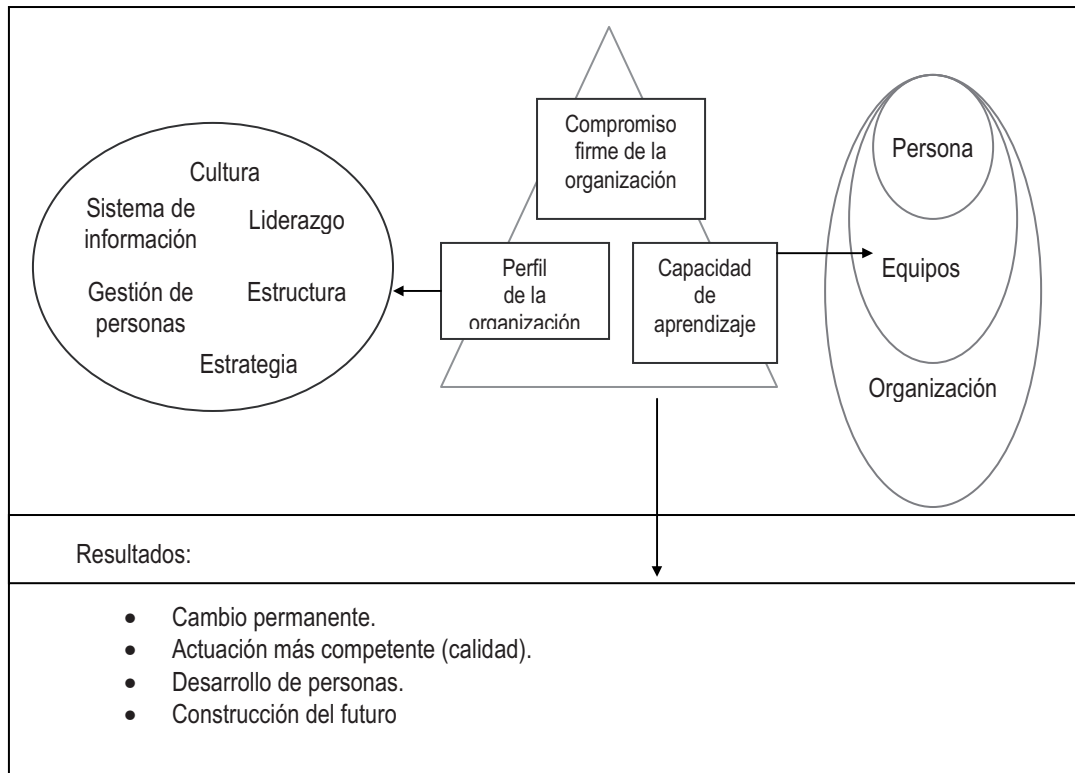 Cultura
Sistema de
información
Liderazgo
Gestión de
personas
Estructura
Estrategia
Compromiso
firme de la
organización
Perfil
de la
organización
Capacidad
de
aprendizaje
Persona
Equipos
Organización
Resultados:
• Cambio permanente.
• Actuación más competente (calidad).
• Desarrollo de personas.
• Construcción del futuro